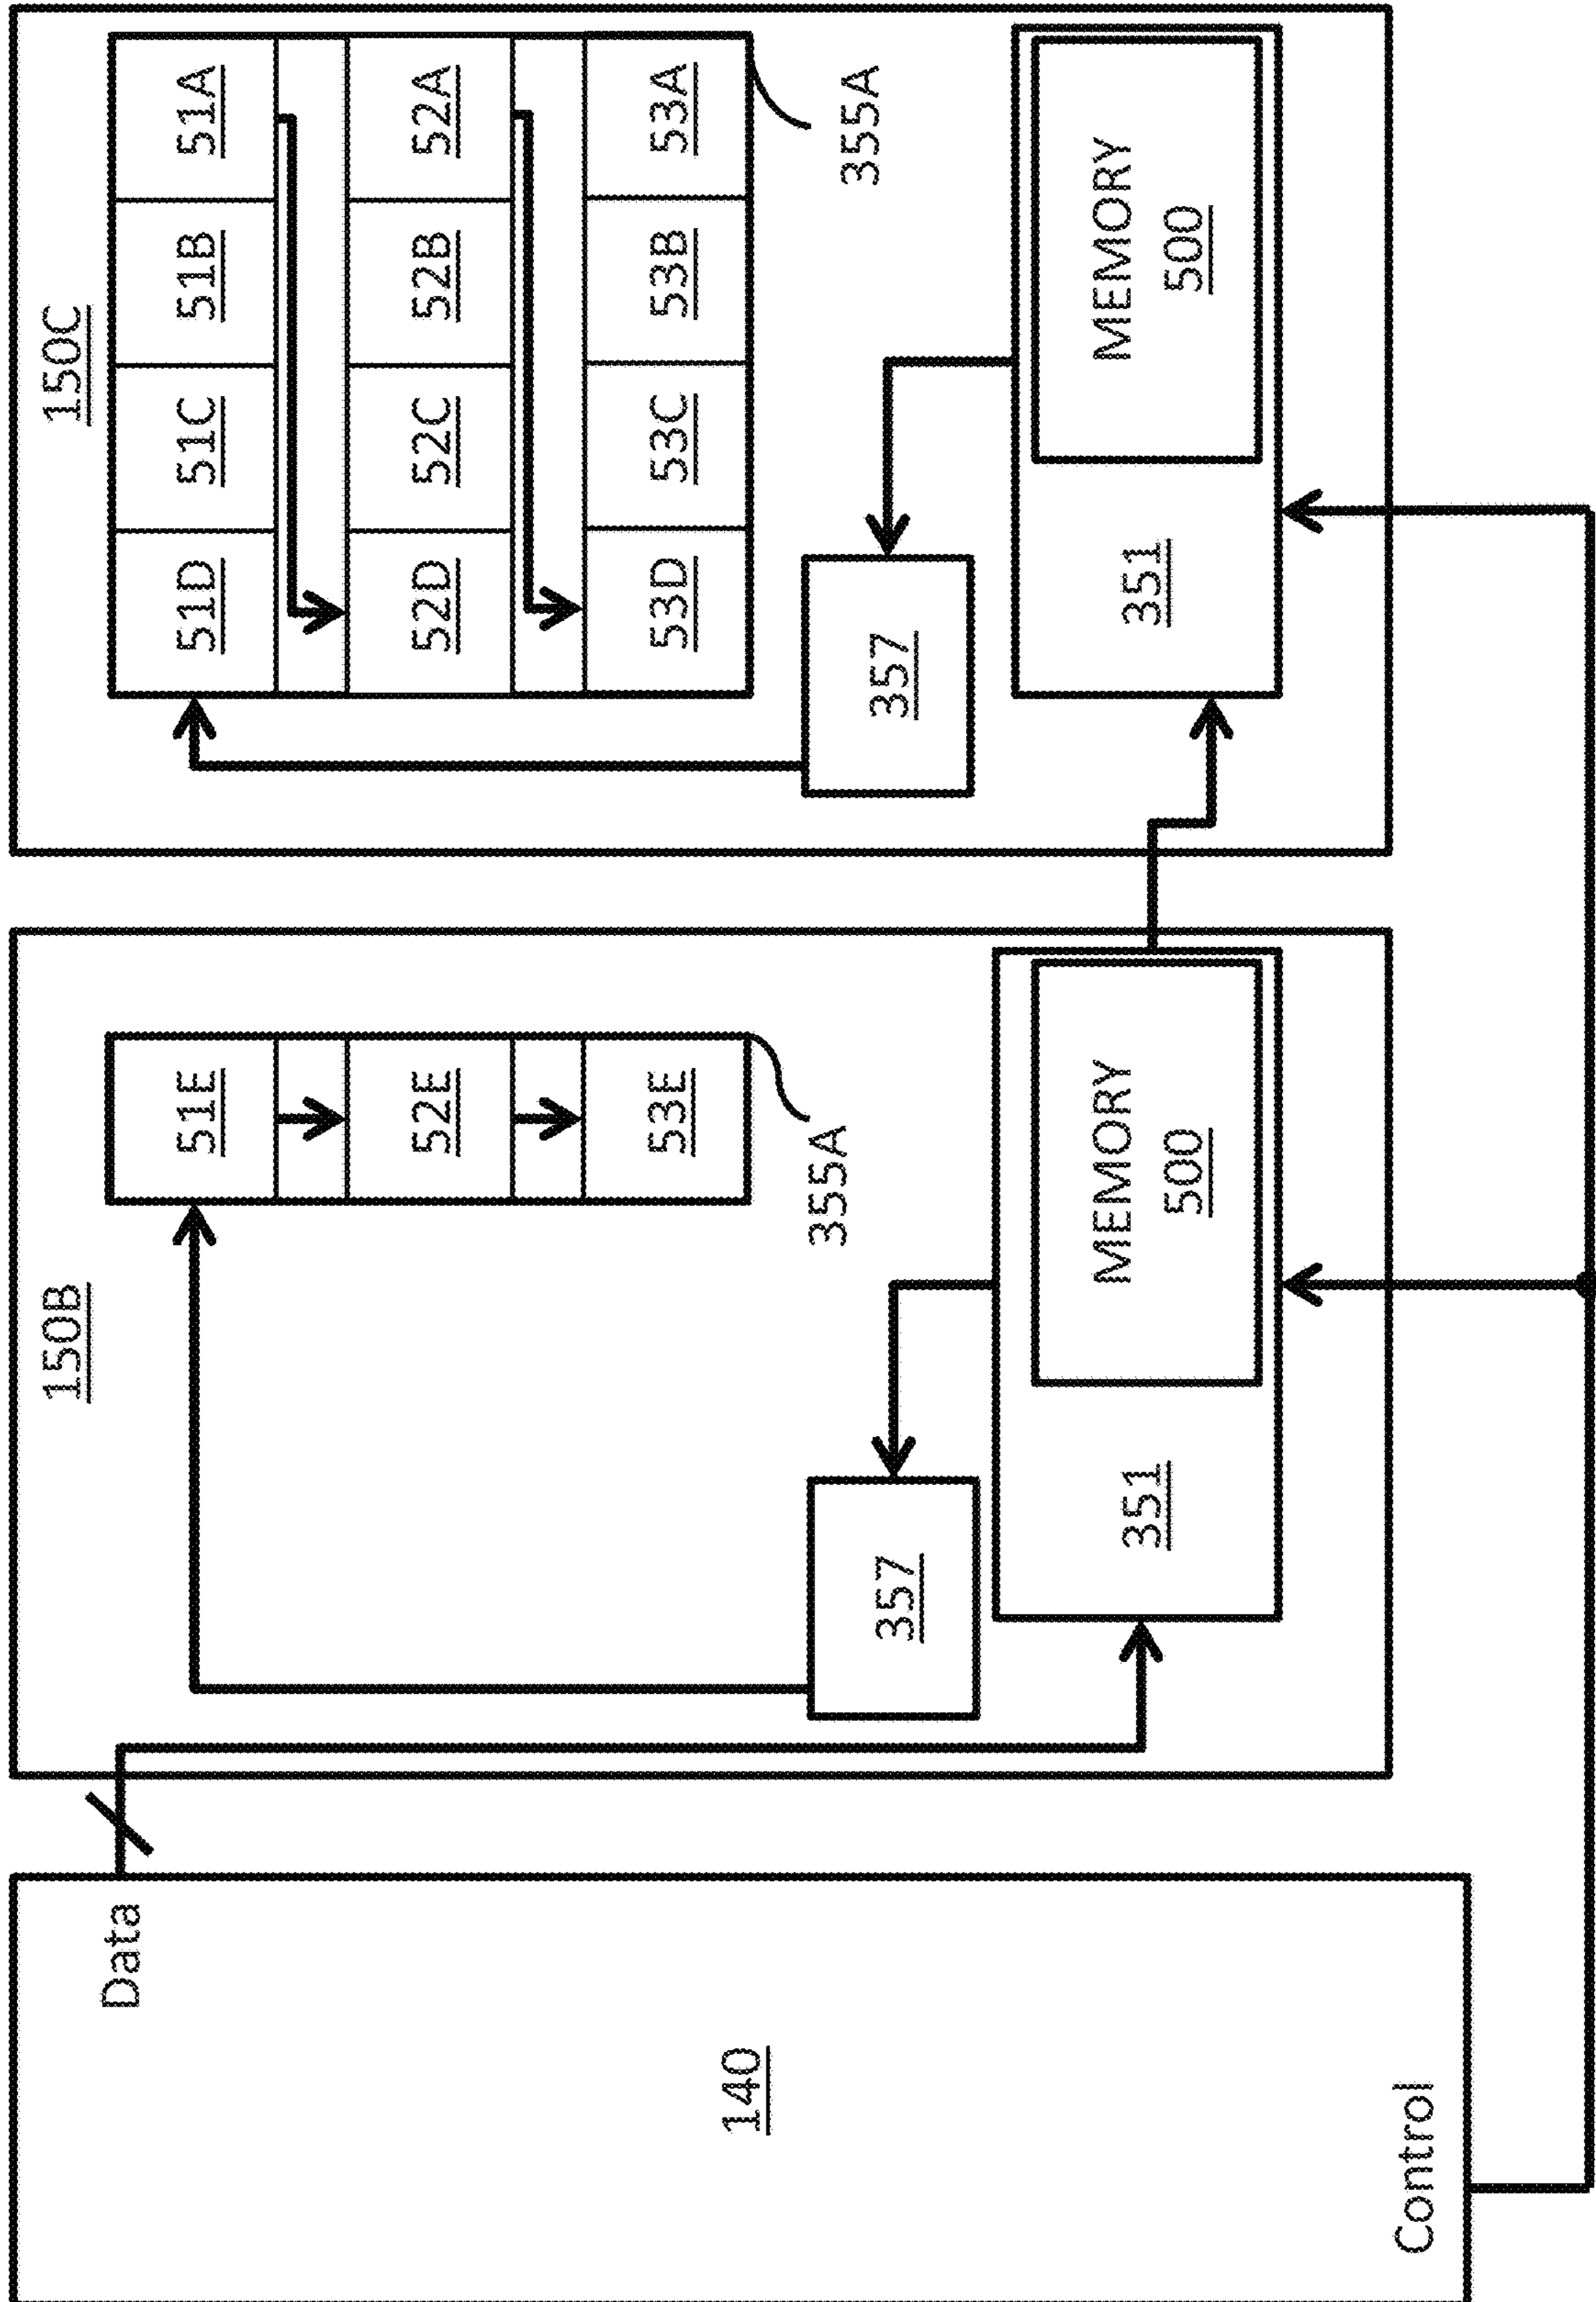 140
Data
Control
150B
51E
52E
53E
355A
357
351
MEMORY
500
150C
51D 51C 51B 51A
52D 52C 52B 52A
53D 53C 53B 53A
355A
357
351
MEMORY
500